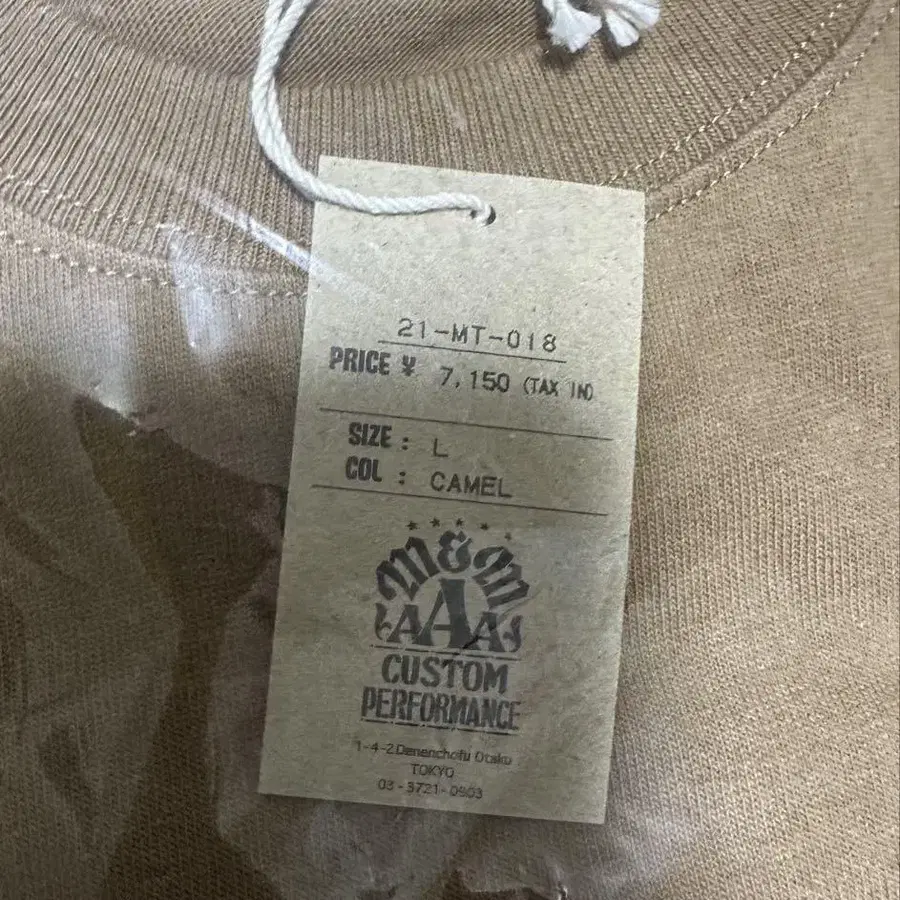 21-MT-018
PRICE ¥ 7,150 (TAX IN)
SIZE : L
COL : CAMEL
M&M
AAA
CUSTOM
PERFORMANCE
1-4-2 Denenchofu Otaku
TOKYO
03-3721-0903